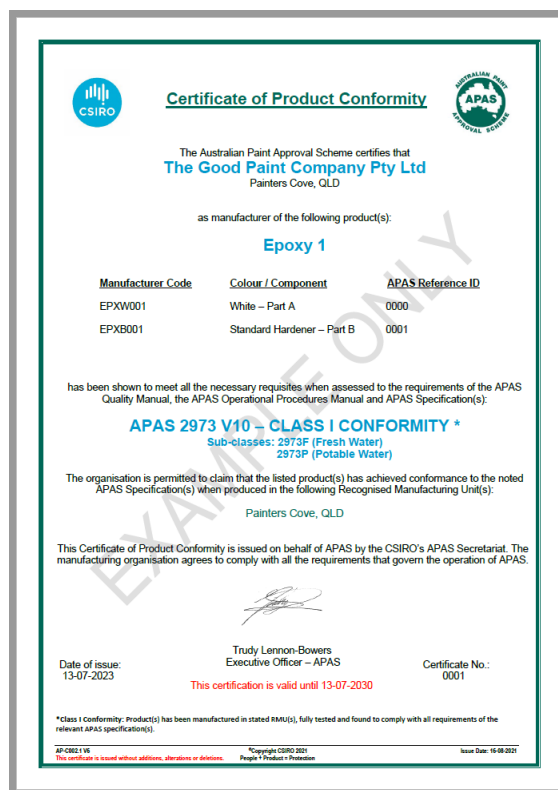 CSIRO
Certificate of Product Conformity
AUSTRALIAN PAINT
APAS
APPROVAL SCHEME
The Australian Paint Approval Scheme certifies that
The Good Paint Company Pty Ltd
Painters Cove, QLD
as manufacturer of the following product(s):
Epoxy 1
Manufacturer Code Colour / Component APAS Reference ID
EPXW001 White – Part A 0000
EPXB001 Standard Hardener – Part B 0001
has been shown to meet all the necessary requisites when assessed to the requirements of the APAS
Quality Manual, the APAS Operational Procedures Manual and APAS Specification(s):
APAS 2973 V10 – CLASS I CONFORMITY *
Sub-classes: 2973F (Fresh Water)
2973P (Potable Water)
The organisation is permitted to claim that the listed product(s) has achieved conformance to the noted
APAS Specification(s) when produced in the following Recognised Manufacturing Unit(s):
Painters Cove, QLD
This Certificate of Product Conformity is issued on behalf of APAS by the CSIRO's APAS Secretariat. The
manufacturing organisation agrees to comply with all the requirements that govern the operation of APAS.
EXAMPLE ONLY
Trudy Lennon-Bowers
Executive Officer – APAS
Date of issue:
13-07-2023
Certificate No.:
0001
This certification is valid until 13-07-2030
*Class I Conformity: Product(s) has been manufactured in stated RMU(s), fully tested and found to comply with all requirements of the
relevant APAS specification(s).
AP-C002.1 V6 ©Copyright CSIRO 2021 Issue Date: 16-08-2021
This certificate is issued without additions, alterations or deletions. People + Product = Protection